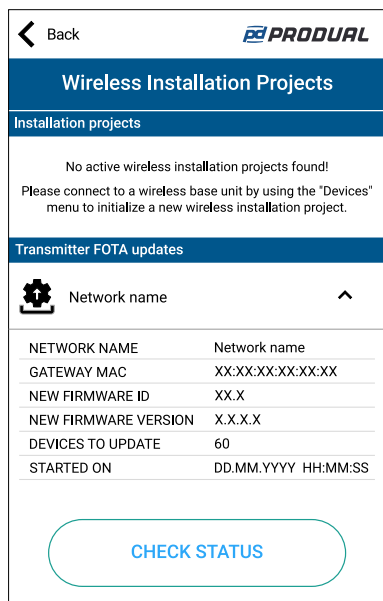 Back
pd PRODUAL
Wireless Installation Projects
Installation projects
No active wireless installation projects found!
Please connect to a wireless base unit by using the "Devices"
menu to initialize a new wireless installation project.
Transmitter FOTA updates
Network name
NETWORK NAME Network name
GATEWAY MAC XX:XX:XX:XX:XX:XX
NEW FIRMWARE ID XX.X
NEW FIRMWARE VERSION X.X.X.X
DEVICES TO UPDATE 60
STARTED ON DD.MM.YYYY HH:MM:SS
CHECK STATUS